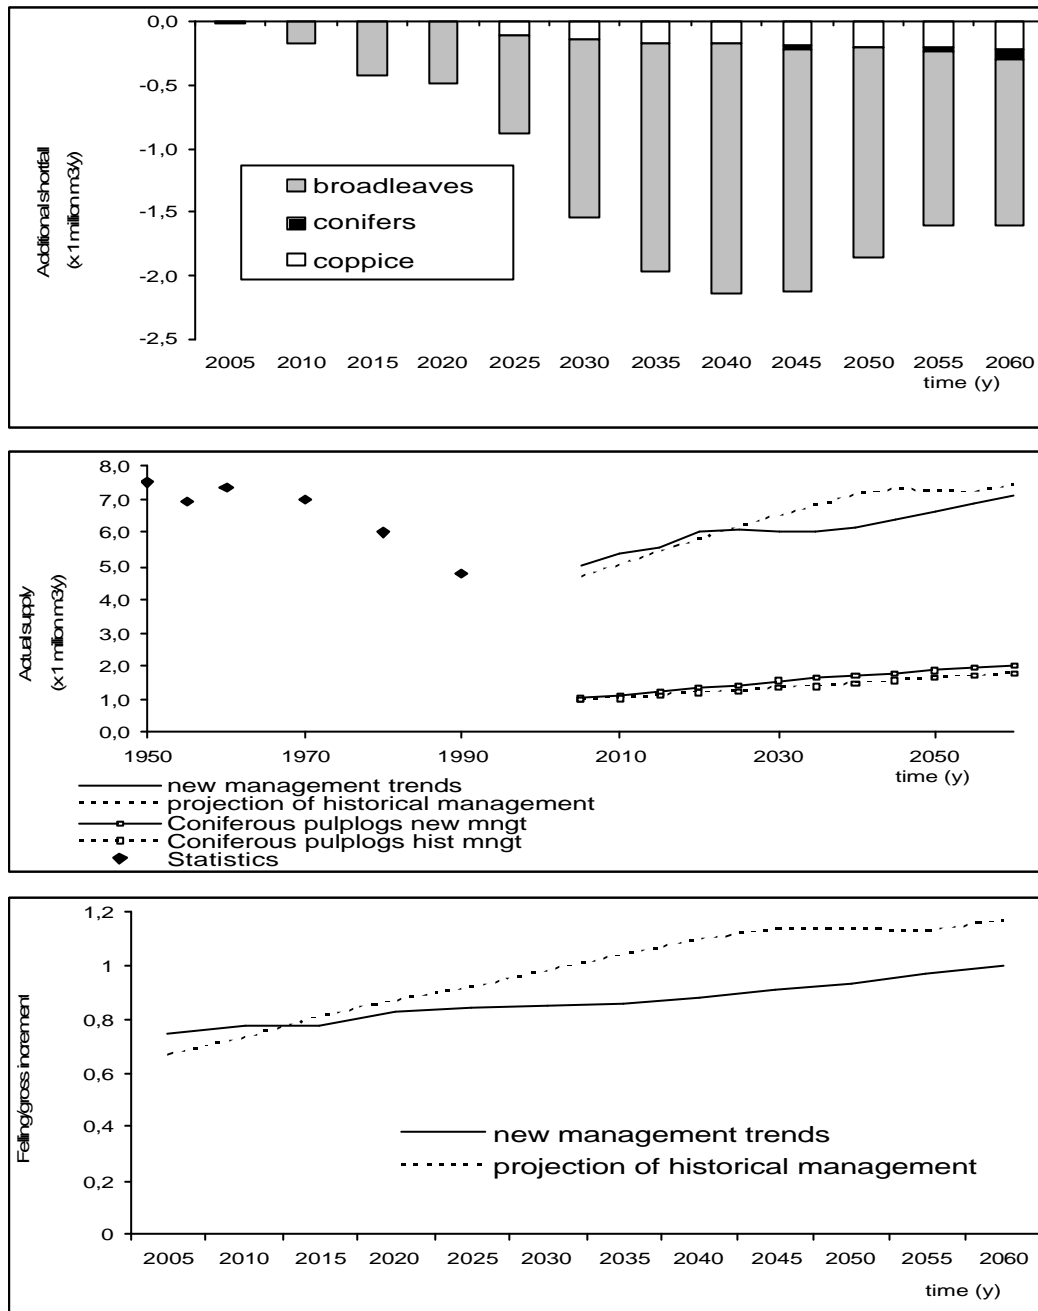 0,0
-0,5
-1,0
-1,5
-2,0
-2,5
Additional shortfall
(x 1 million m3/y)
broadleaves
conifers
coppice
2005 2010 2015 2020 2025 2030 2035 2040 2045 2050 2055 2060
time (y)
8,0
7,0
6,0
5,0
4,0
3,0
2,0
1,0
0,0
Actual supply
(x 1 million m3/y)
1950 1970 1990 2010 2030 2050
time (y)
new management trends
projection of historical management
Coniferous pulplogs new mngt
Coniferous pulplogs hist mngt
Statistics
1,2
1
0,8
0,6
0,4
0,2
0
Felling/gross increment
new management trends
projection of historical management
2005 2010 2015 2020 2025 2030 2035 2040 2045 2050 2055 2060
time (y)